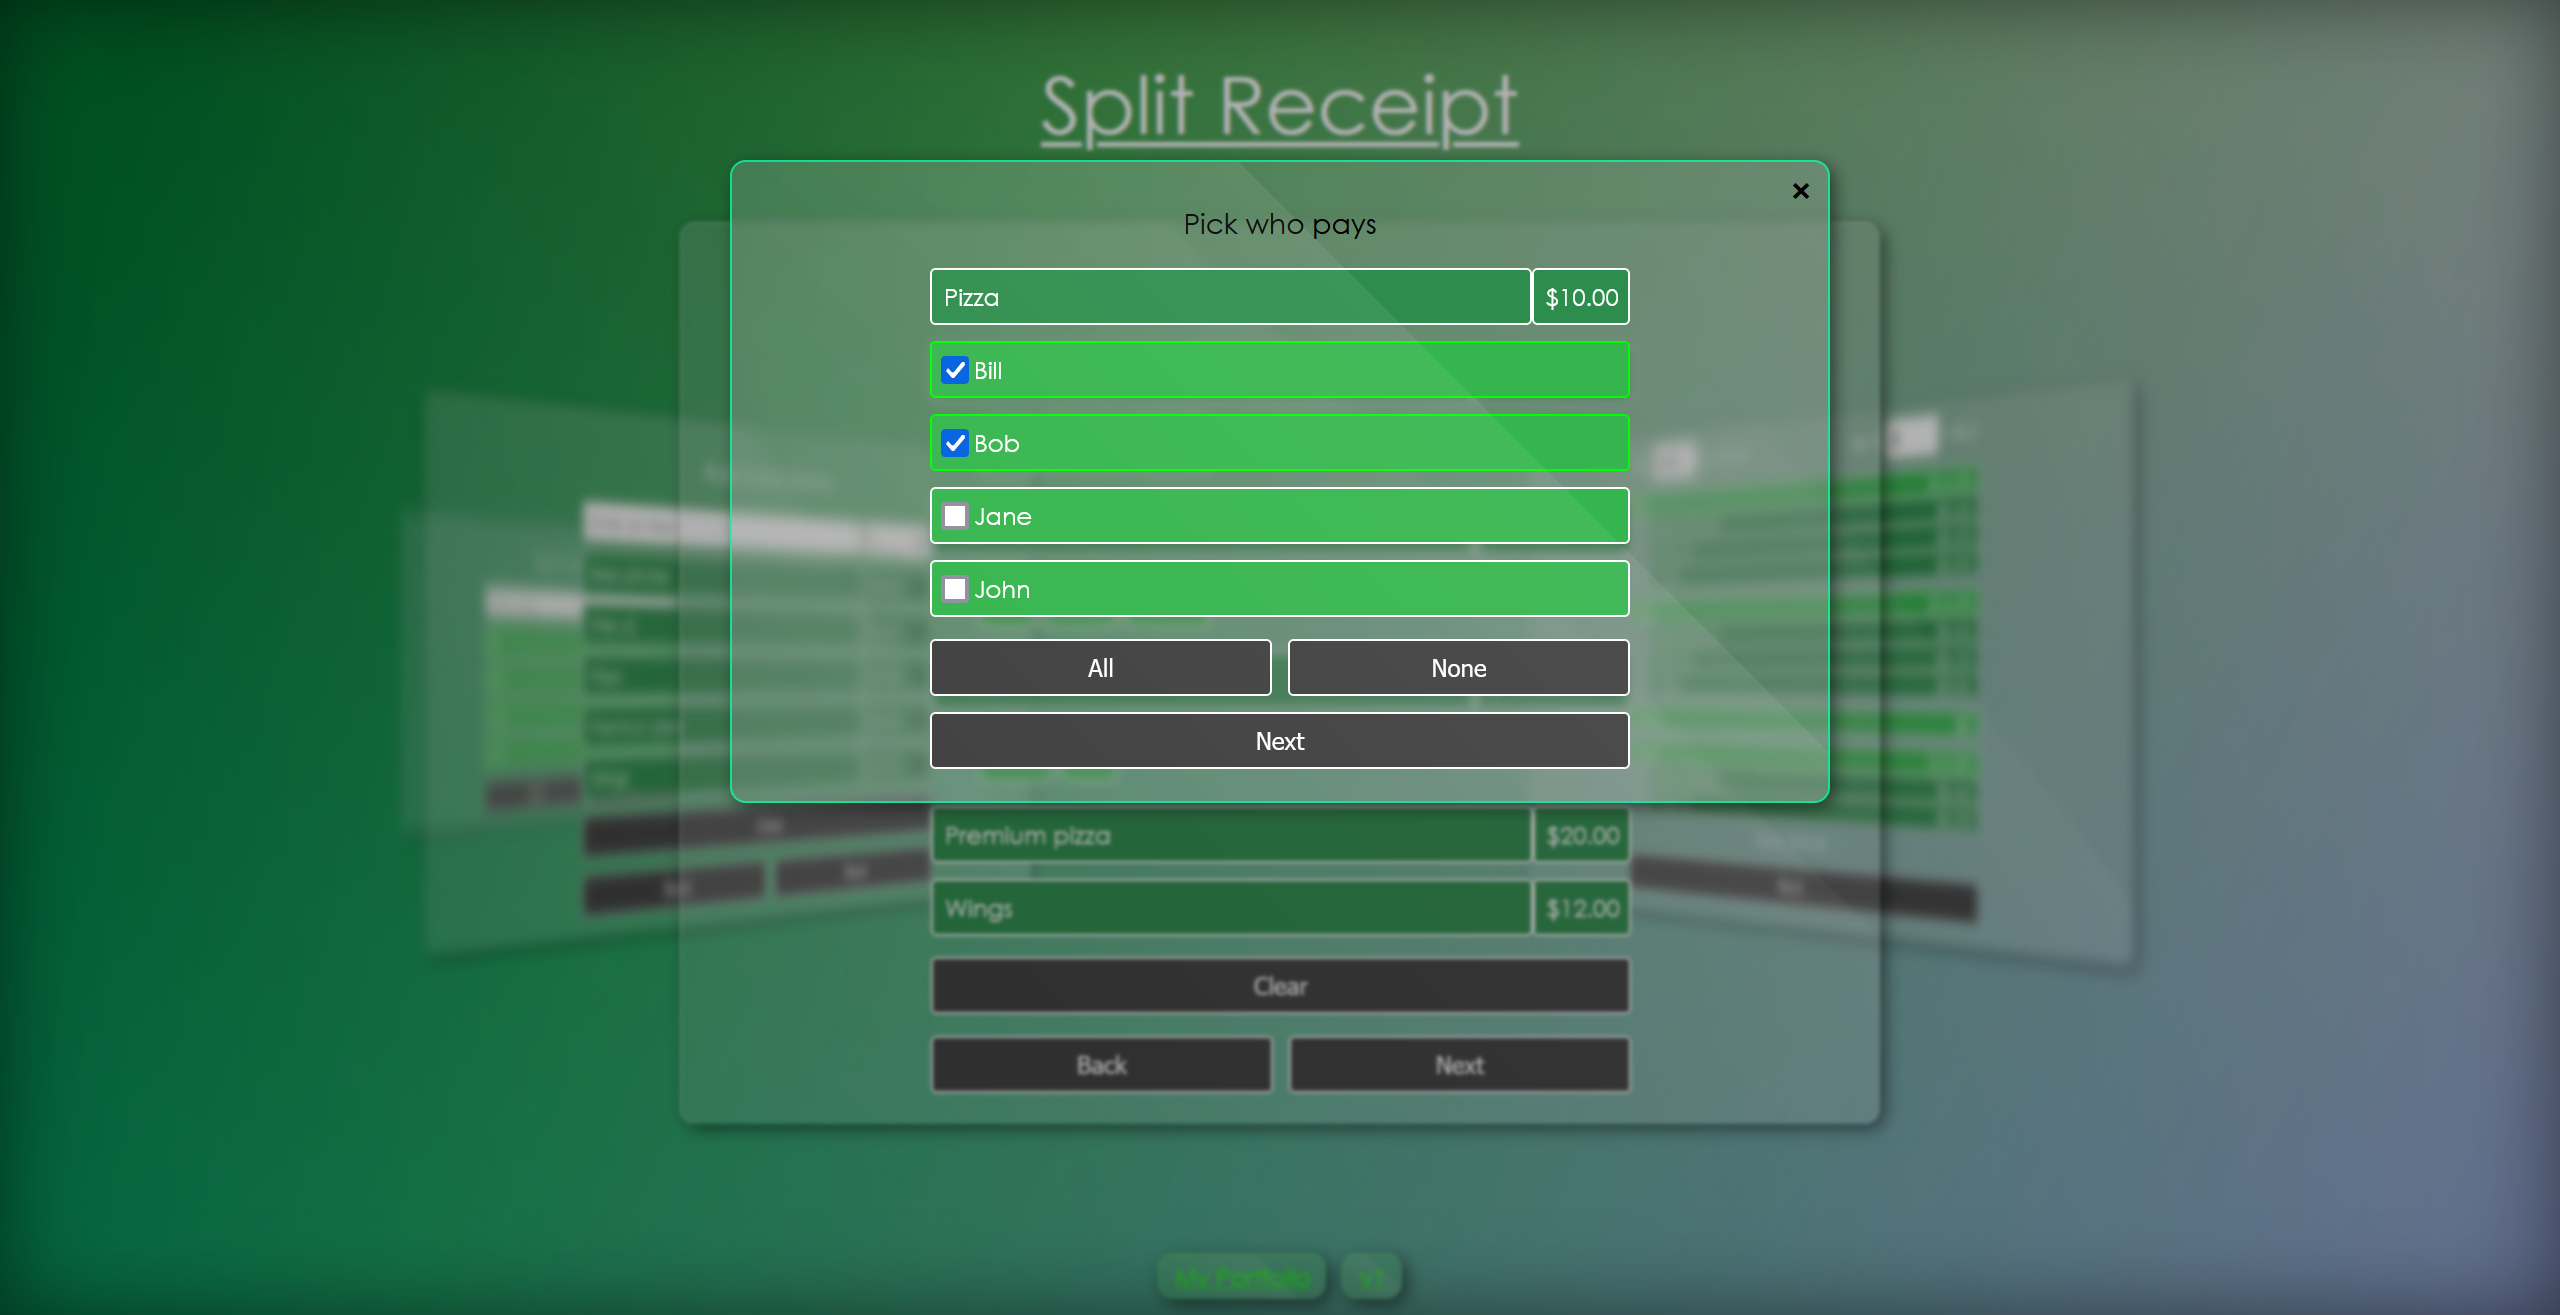 Split Receipt
×
Pick who pays
Pizza $10.00
Bill
Bob
Jane
John
All None
Next
Premium pizza $20.00
Wings $12.00
Clear
Back Next
My Portfolio v1